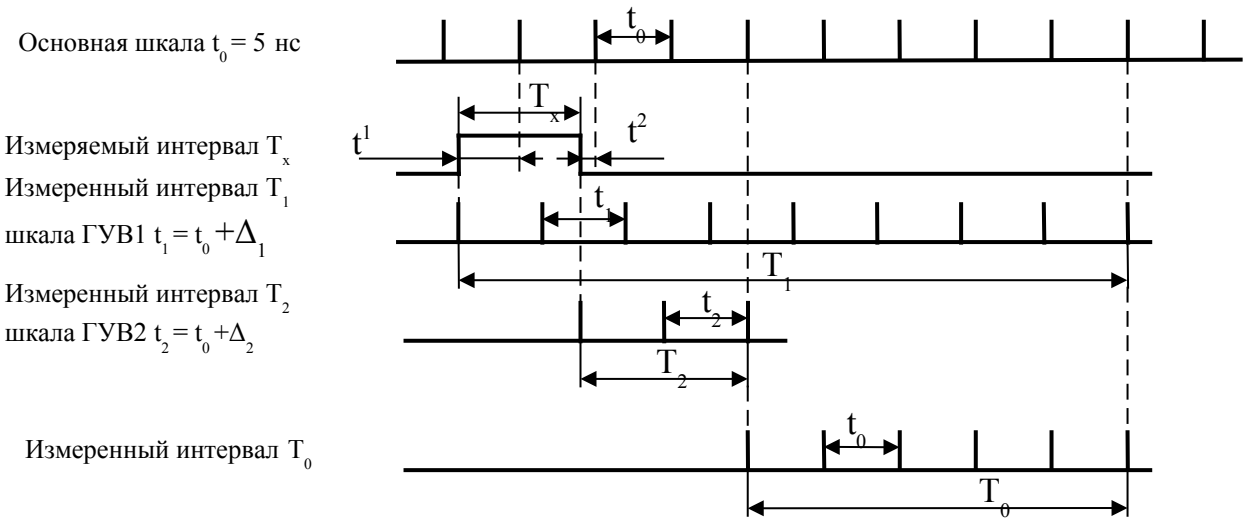 t₀
Основная шкала t₀ = 5 нс
Tₓ
t¹
t²
Измеряемый интервал Tₓ
Измеренный интервал T₁
t₁
шкала ГУВ1 t₁ = t₀ +Δ₁
T₁
Измеренный интервал T₂
t₂
шкала ГУВ2 t₂ = t₀ +Δ₂
T₂
t₀
Измеренный интервал T₀
T₀